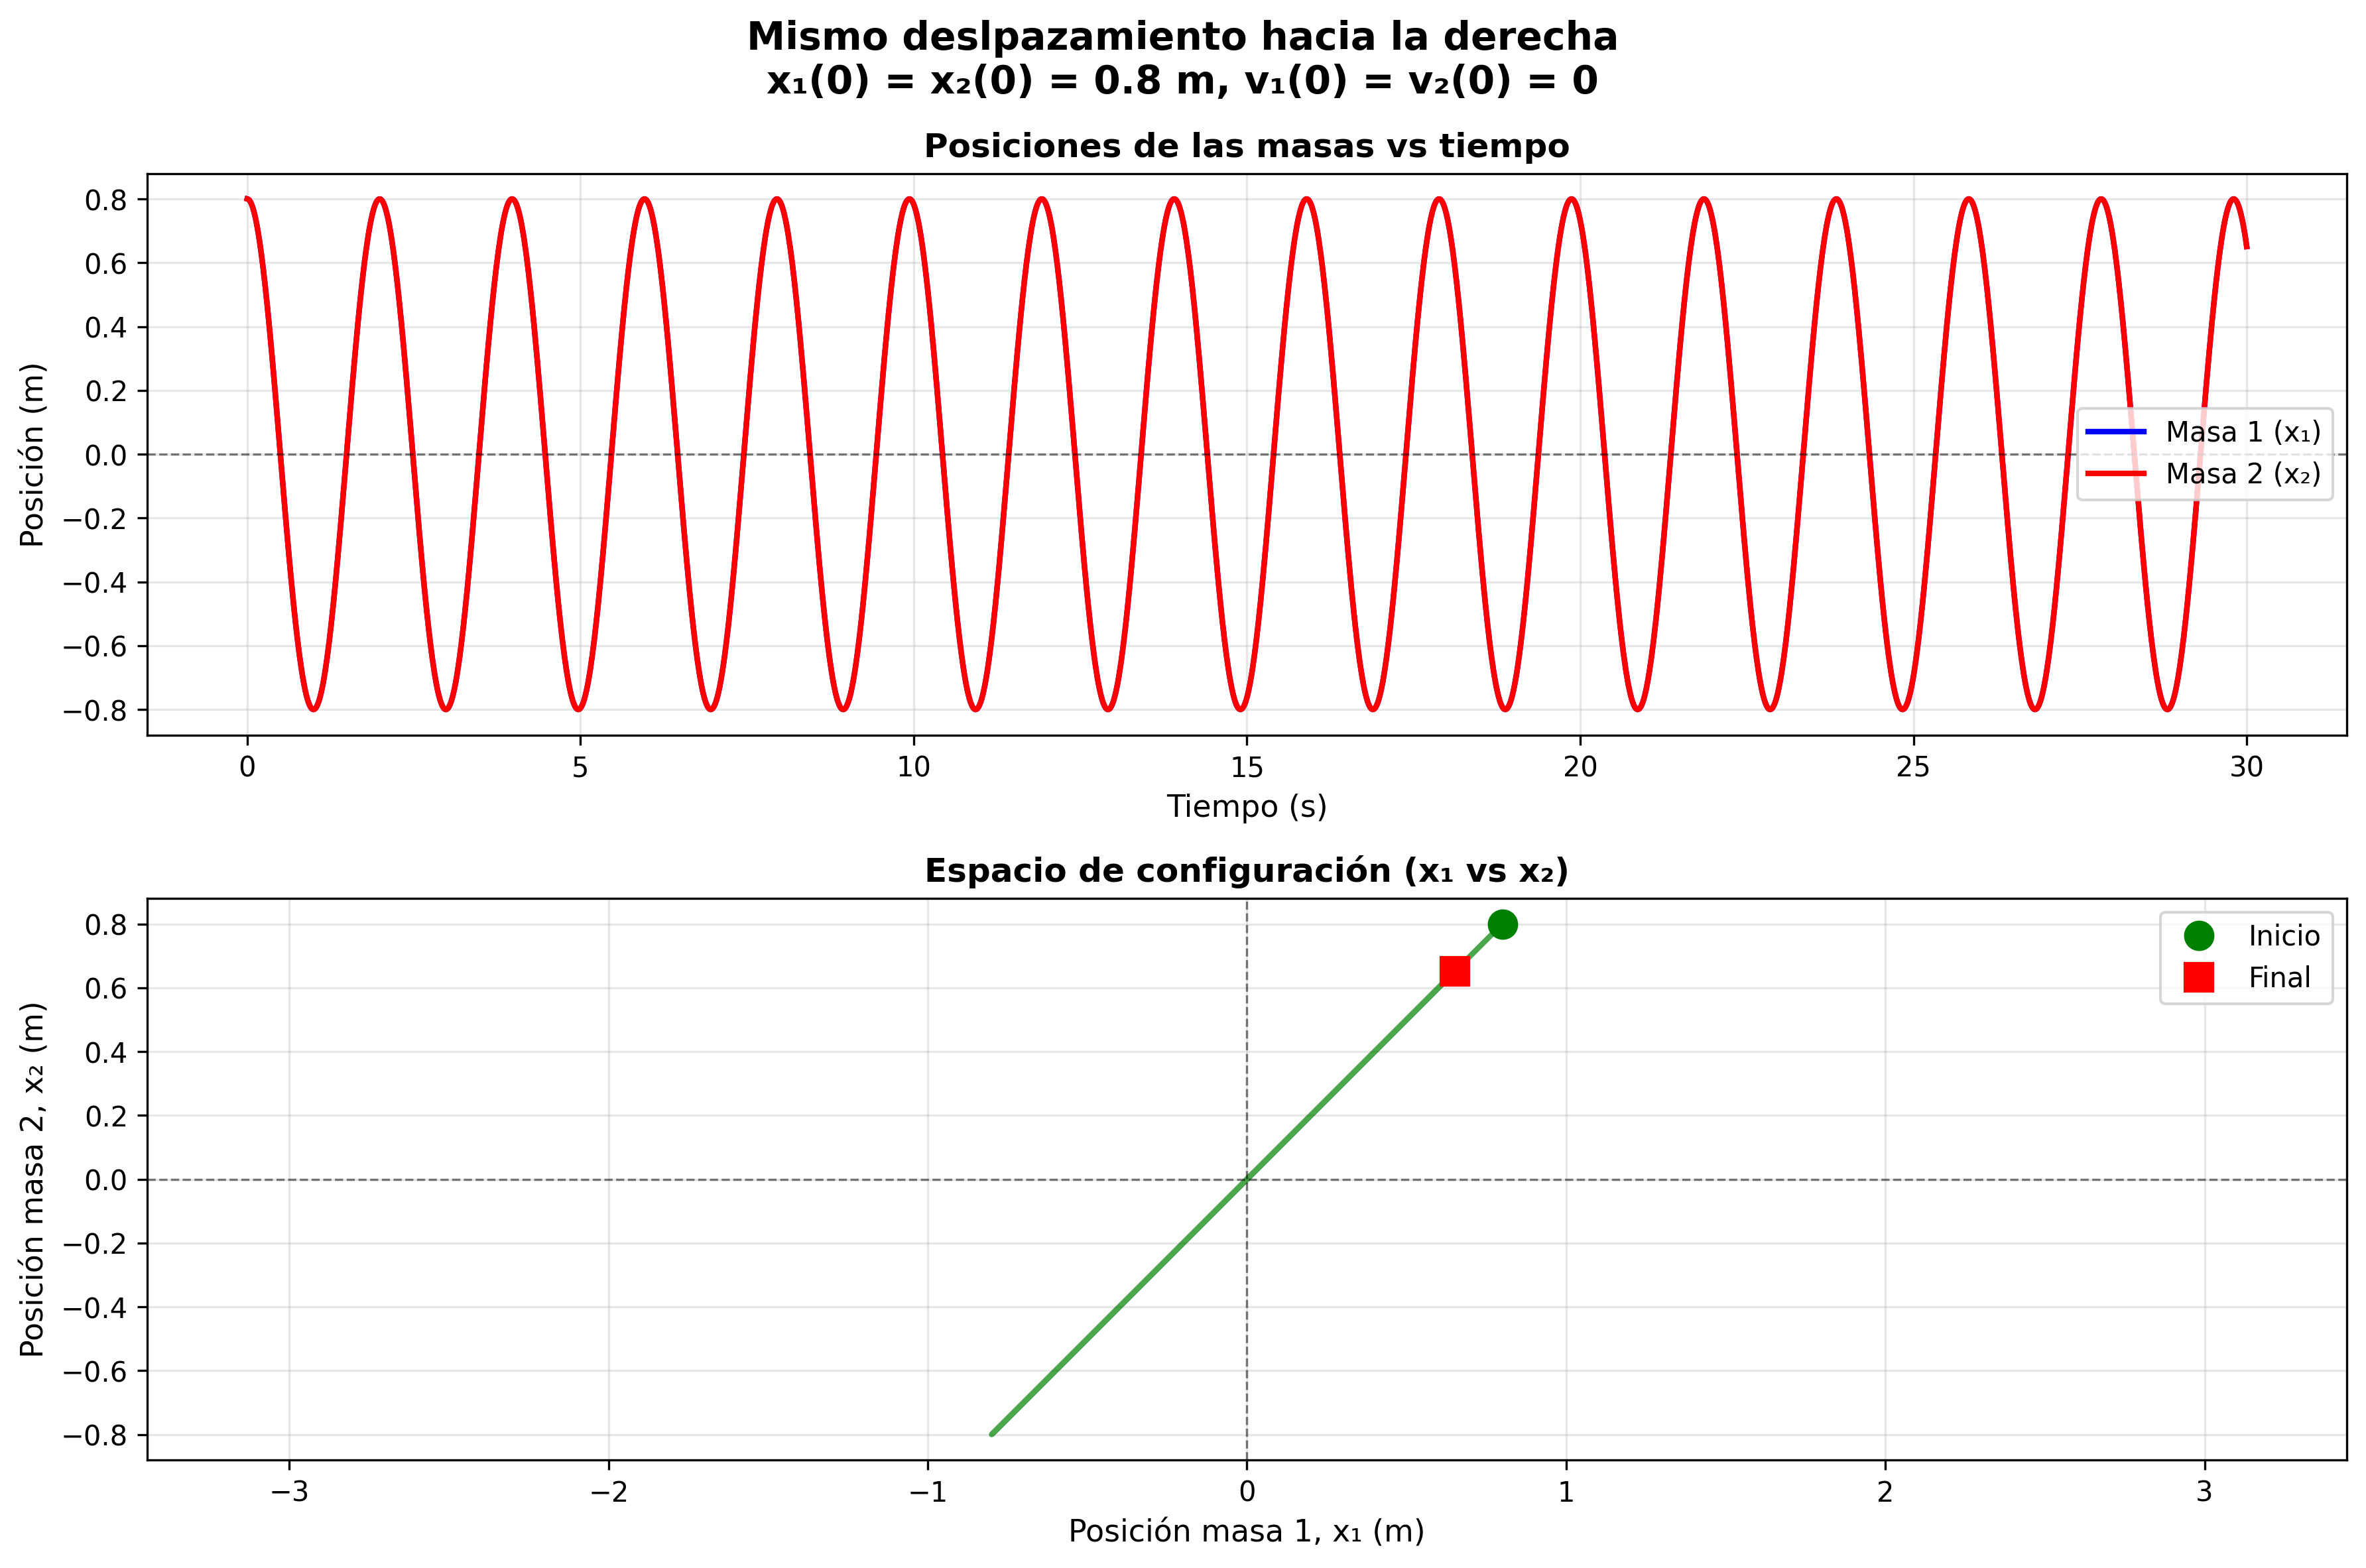 Mismo deslpazamiento hacia la derecha
x₁(0) = x₂(0) = 0.8 m, v₁(0) = v₂(0) = 0
Posiciones de las masas vs tiempo
Posición (m)
0.8
0.6
0.4
0.2
0.0
−0.2
−0.4
−0.6
−0.8
Masa 1 (x₁)
Masa 2 (x₂)
0 5 10 15 20 25 30
Tiempo (s)
Espacio de configuración (x₁ vs x₂)
Posición masa 2, x₂ (m)
0.8
0.6
0.4
0.2
0.0
−0.2
−0.4
−0.6
−0.8
Inicio
Final
−3 −2 −1 0 1 2 3
Posición masa 1, x₁ (m)